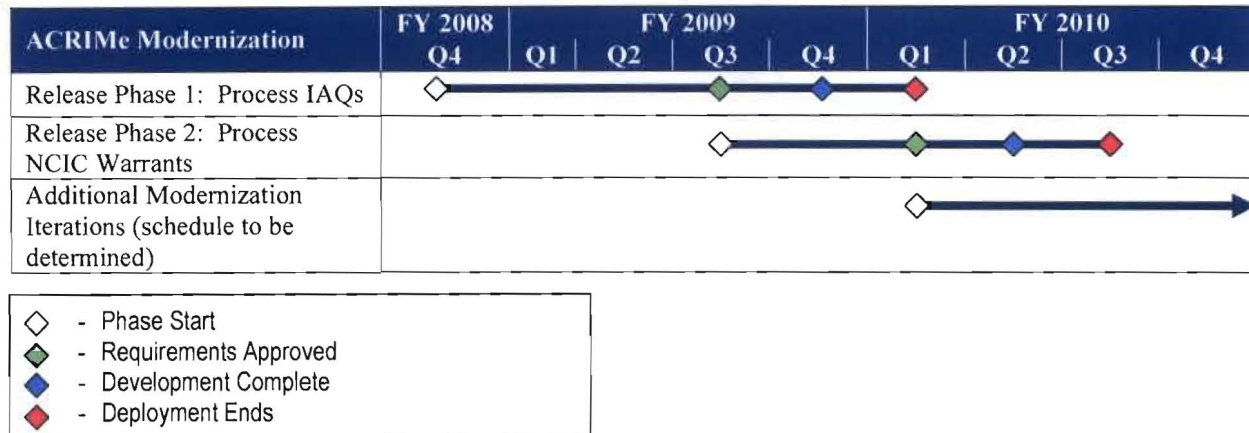 ACRIMe Modernization
FY 2008 FY 2009 FY 2010
Q4 Q1 Q2 Q3 Q4 Q1 Q2 Q3 Q4
Release Phase 1: Process IAQs
Release Phase 2: Process
NCIC Warrants
Additional Modernization
Iterations (schedule to be
determined)
- Phase Start
- Requirements Approved
- Development Complete
- Deployment Ends